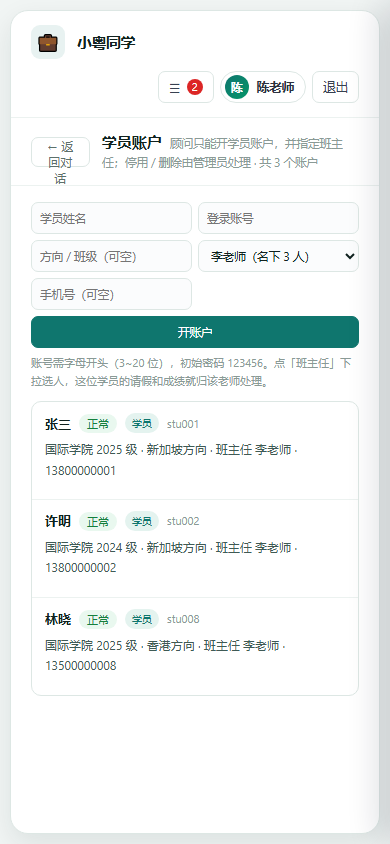 小粤同学
☰ 2 陈 陈老师 退出
← 返回对话
学员账户 顾问只能开学员账户，并指定班主任；停用 / 删除由管理员处理 · 共 3 个账户
学员姓名 登录账号
方向 / 班级（可空） 李老师（名下 3 人）
手机号（可空）
开账户
账号需字母开头（3~20 位），初始密码 123456。点「班主任」下
拉选人，这位学员的请假和成绩就归该老师处理。
张三 正常 学员 stu001
国际学院 2025 级 · 新加坡方向 · 班主任 李老师 ·
13800000001
许明 正常 学员 stu002
国际学院 2024 级 · 新加坡方向 · 班主任 李老师 ·
13800000002
林晓 正常 学员 stu008
国际学院 2025 级 · 香港方向 · 班主任 李老师 ·
13500000008